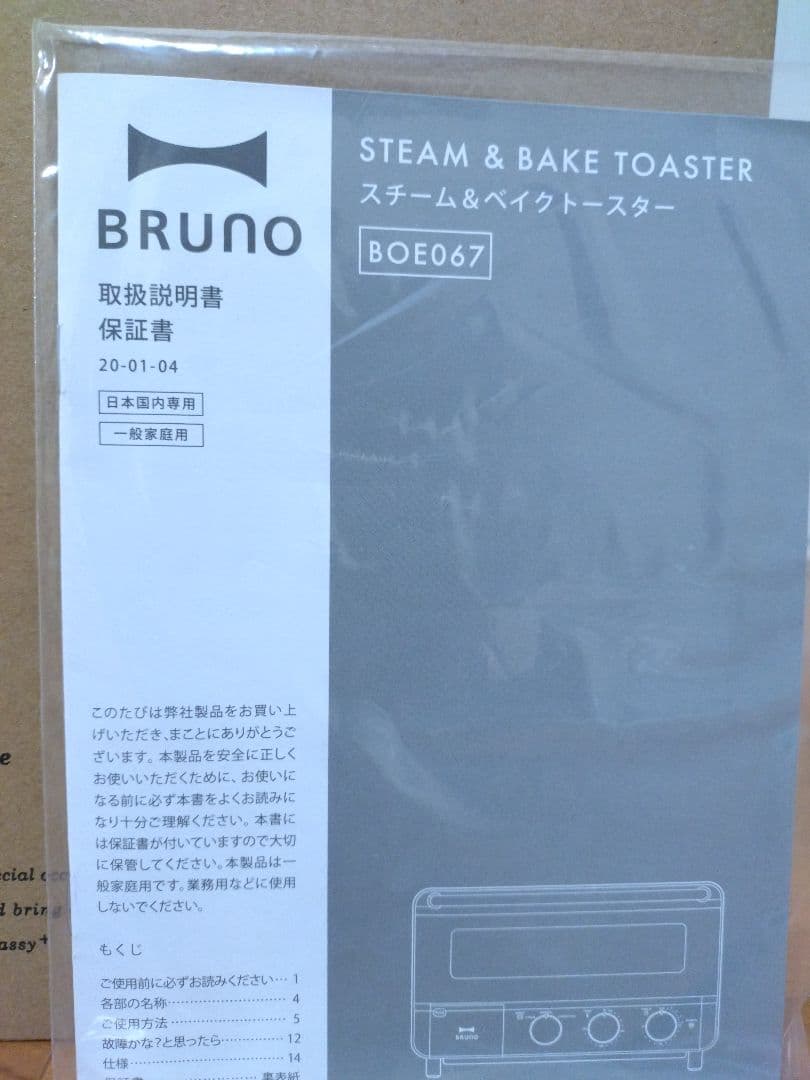 BRUNO
取扱説明書
保証書
20-01-04
日本国内専用
一般家庭用
STEAM & BAKE TOASTER
スチーム&ベイクトースター
BOE067
このたびは弊社製品をお買い上
げいただき、まことにありがとうご
ざいます。本製品を安全に正しく
お使いいただくために、お使いに
なる前に必ず本書をよくお読みに
なり十分ご理解ください。本書に
は保証書が付いていますので大切
に保管してください。本製品は一
般家庭用です。業務用などに使用
しないでください。
もくじ
ご使用前に必ずお読みください… 1
各部の名称……………………… 4
ご使用方法……………………… 5
故障かな?と思ったら…………… 12
仕様……………………………… 14
保証書…………………… 裏表紙
BRUNO
e
cial
d bring
assy+